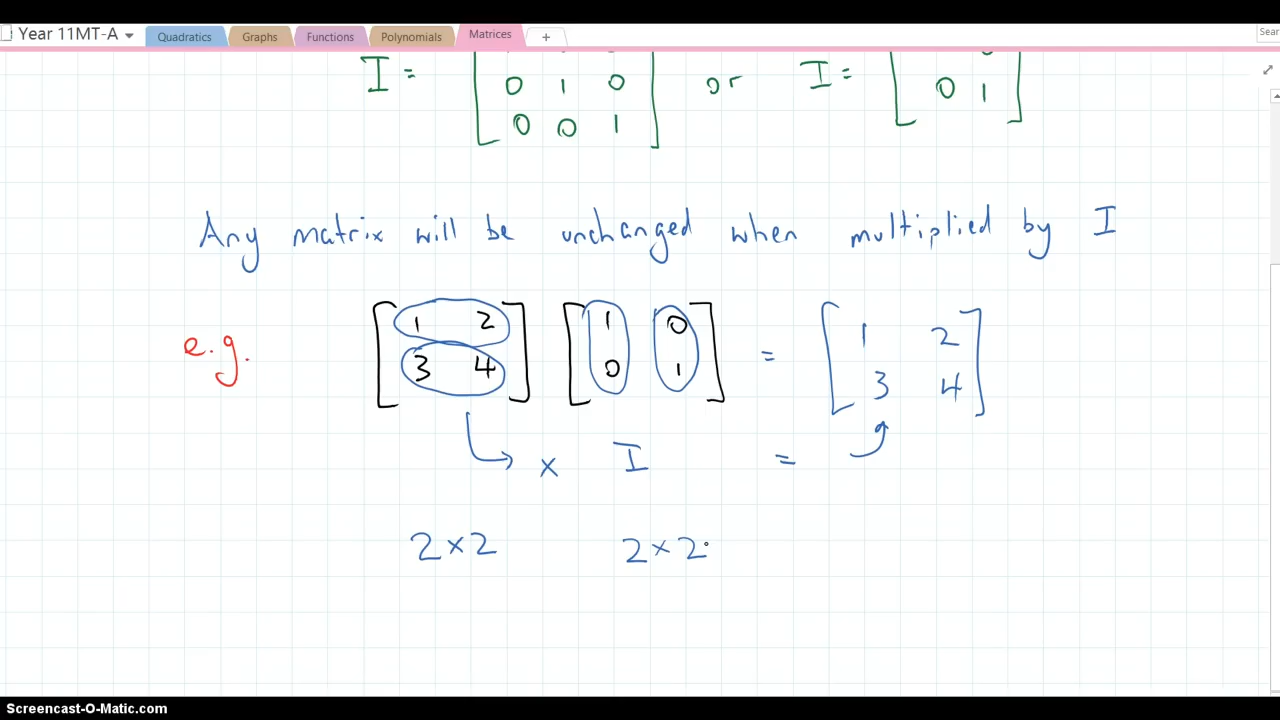 Year 11MT-A Quadratics Graphs Functions Polynomials Matrices + Sear
I = 0 1 0 or I = 0 1
0 0 1
Any matrix will be unchanged when multiplied by I
e.g. 1 2 1 0 = 1 2
3 4 0 1 3 4
x I =
2 x 2 2 x 2
Screencast-O-Matic.com